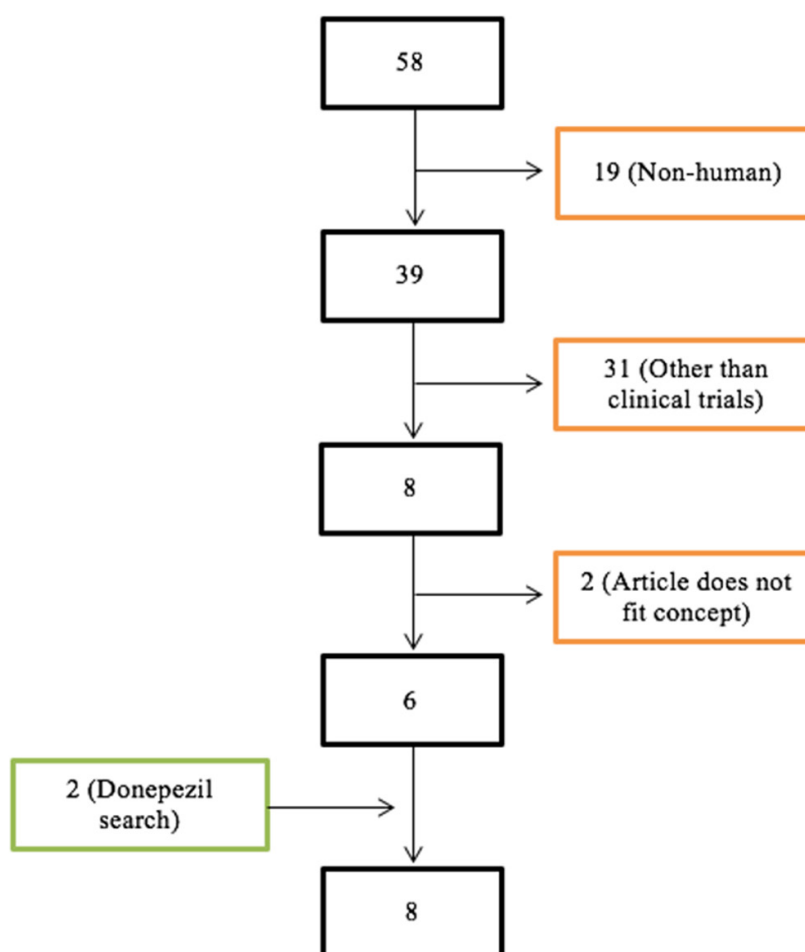 58
19 (Non-human)
39
31 (Other than
clinical trials)
8
2 (Article does not
fit concept)
6
2 (Donepezil
search)
8